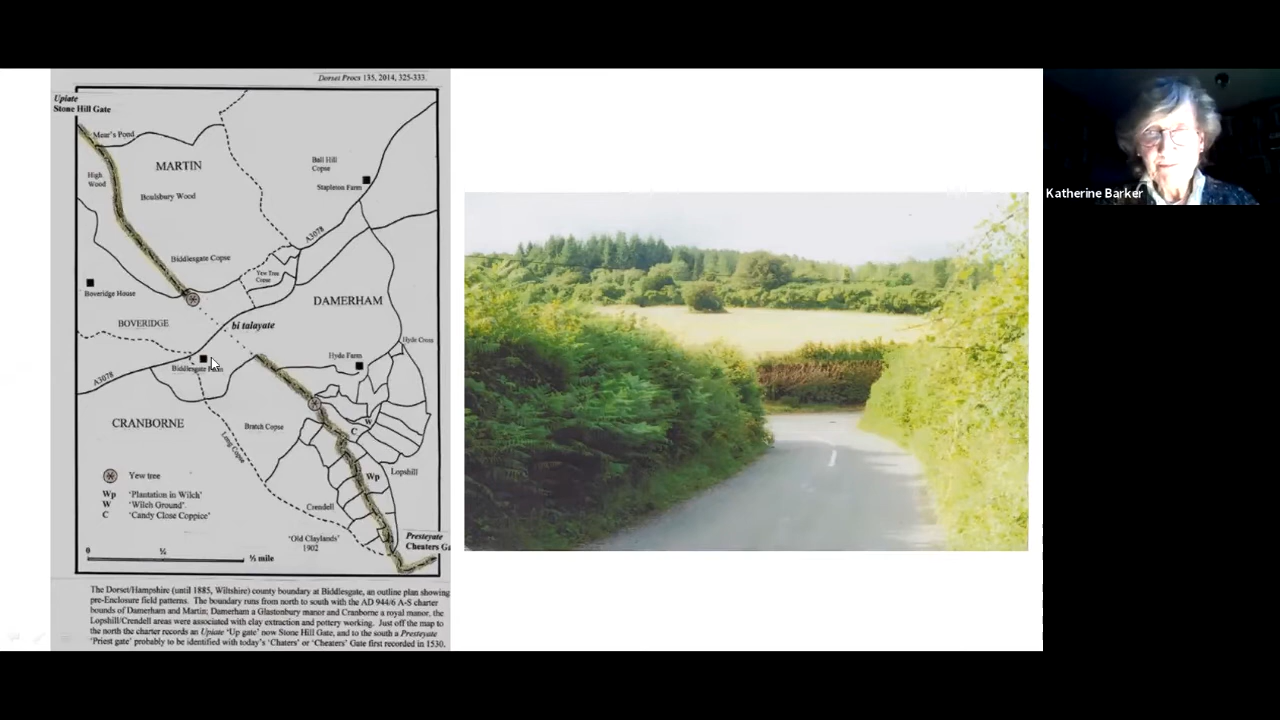 Dorset Procs 135, 2014, 325-333.
Upiate
Stone Hill Gate
Mear's Pond
MARTIN
Ball Hill
Copse
High
Wood
Stapleton Farm
Boulsbury Wood
A3078
Biddlesgate Copse
Yew Tree
Copse
Boveridge House
DAMERHAM
BOVERIDGE
bi talayate
Hyde Cross
Hyde Farm
Biddlesgate
A3078
CRANBORNE
Bratch Copse
W
C
Long Copse
Lopshill
Wp
Yew tree
Wp 'Plantation in Wilch'
W 'Wilch Ground'.
C 'Candy Close Coppice'
Crendell
'Old Claylands'
1902
Presteyate
Cheaters Ga
0 ¼ ½ mile
The Dorset/Hampshire (until 1885, Wiltshire) county boundary at Biddlesgate, an outline plan showing
pre-Enclosure field patterns. The boundary runs from north to south with the AD 944/6 A-S charter
bounds of Damerham and Martin; Damerham a Glastonbury manor and Cranborne a royal manor, the
Lopshill/Crendell areas were associated with clay extraction and pottery working. Just off the map to
the north the charter records an Upiate 'Up gate' now Stone Hill Gate, and to the south a Presteyate
'Priest gate' probably to be identified with today's 'Chaters' or 'Cheaters' Gate first recorded in 1530.
Katherine Barker